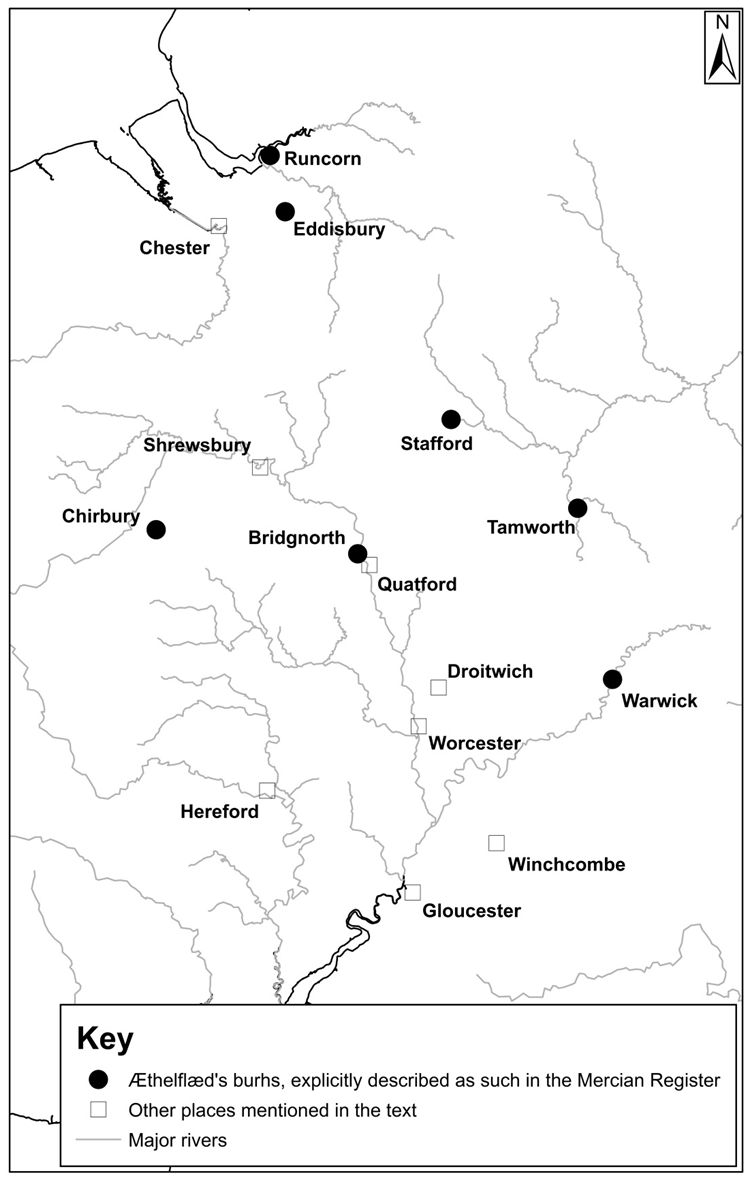 N
Runcorn
Eddisbury
Chester
Stafford
Shrewsbury
Chirbury
Tamworth
Bridgnorth
Quatford
Droitwich
Warwick
Worcester
Hereford
Winchcombe
Gloucester
Key
Æthelflæd's burhs, explicitly described as such in the Mercian Register
Other places mentioned in the text
Major rivers